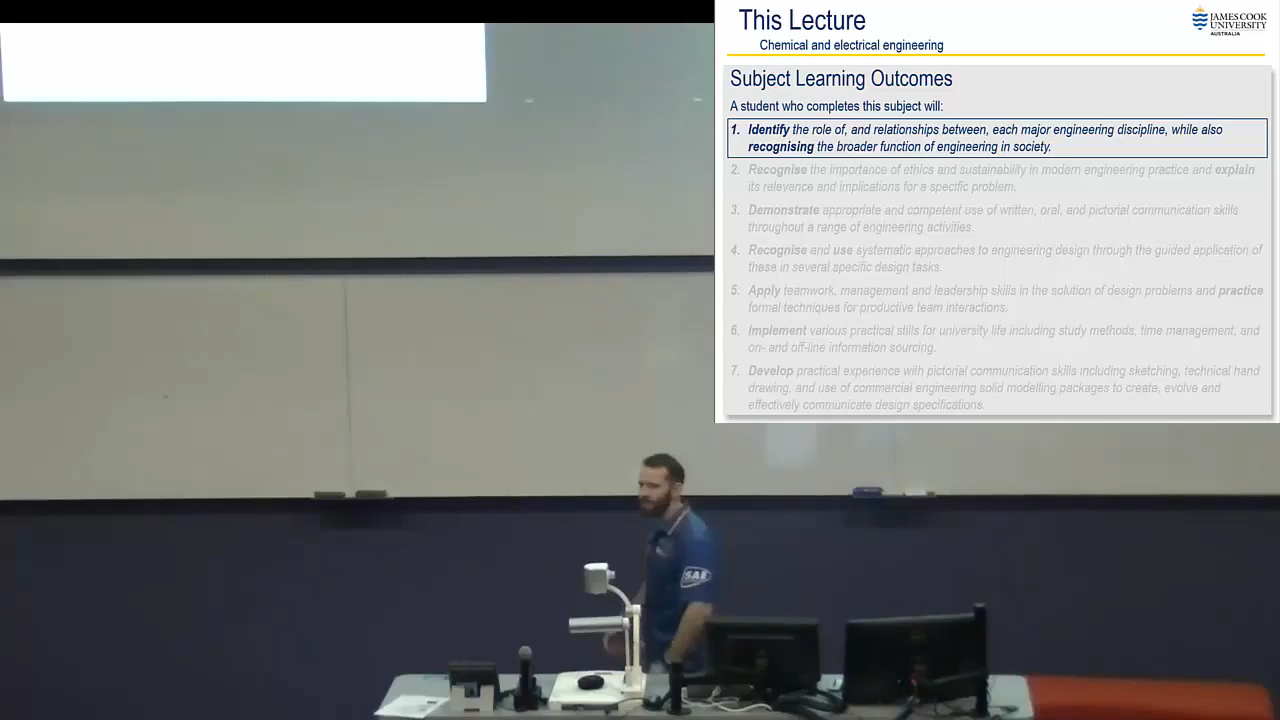 This Lecture
Chemical and electrical engineering
JAMES COOK
UNIVERSITY
AUSTRALIA
Subject Learning Outcomes
A student who completes this subject will:
1. Identify the role of, and relationships between, each major engineering discipline, while also
recognising the broader function of engineering in society.
2. Recognise the importance of ethics and sustainability in modern engineering practice and explain
its relevance and implications for a specific problem.
3. Demonstrate appropriate and competent use of written, oral, and pictorial communication skills
throughout a range of engineering activities.
4. Recognise and use systematic approaches to engineering design through the guided application of
these in several specific design tasks.
5. Apply teamwork, management and leadership skills in the solution of design problems and practice
formal techniques for productive team interactions.
6. Implement various practical stills for university life including study methods, time management, and
on- and off-line information sourcing.
7. Develop practical experience with pictorial communication skills including sketching, technical hand
drawing, and use of commercial engineering solid modelling packages to create, evolve and
effectively communicate design specifications.
SAE